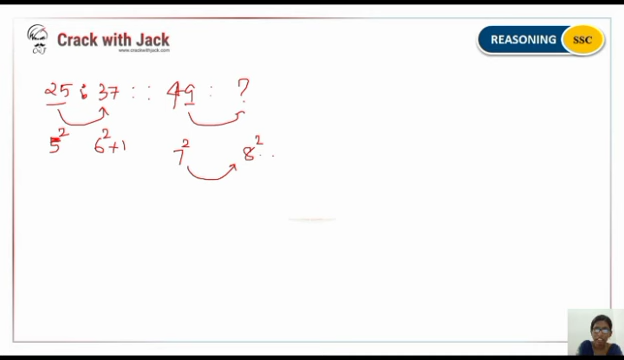 Crack with Jack
www.crackwithjack.com
REASONING SSC
25 : 37 :: 49 : ?
5² 6²+1 7² 8²..